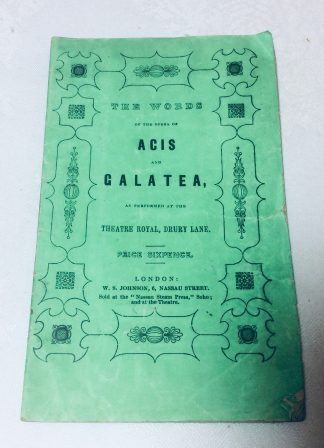 THE WORDS
OF THE OPERA OF
ACIS
AND
GALATEA,
AS PERFORMED AT THE
THEATRE ROYAL, DRURY LANE.
PRICE SIXPENCE.
LONDON:
W. S. JOHNSON, 6, NASSAU STREET.
Sold at the "Nassau Steam Press," Soho;
and at the Theatre.